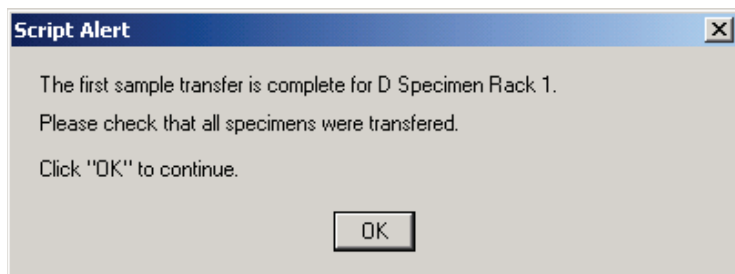 Script Alert
The first sample transfer is complete for D Specimen Rack 1.
Please check that all specimens were transfered.
Click "OK" to continue.
OK